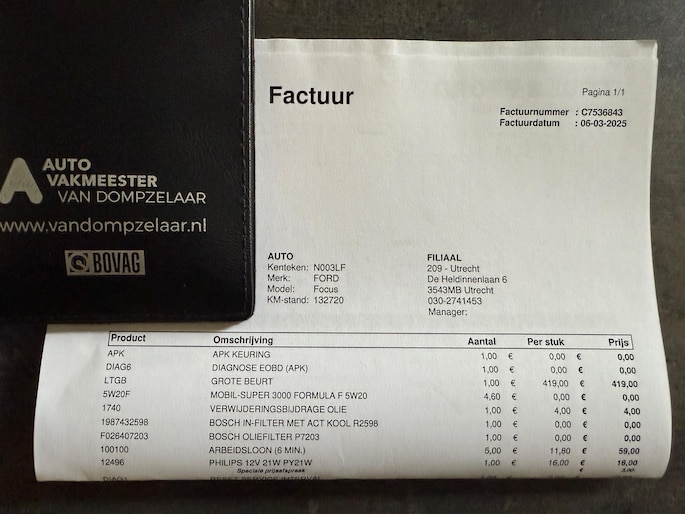 AUTO
VAKMEESTER
VAN DOMPZELAAR
www.vandompzelaar.nl
BOVAG
Factuur
Pagina 1/1
Factuurnummer : C7536843
Factuurdatum : 06-03-2025
AUTO
Kenteken: N003LF
Merk: FORD
Model: Focus
KM-stand: 132720
FILIAAL
209 - Utrecht
De Heldinnenlaan 6
3543MB Utrecht
030-2741453
Manager:
Product Omschrijving Aantal Per stuk Prijs
APK APK KEURING 1,00 € 0,00 € 0,00
DIAG6 DIAGNOSE EOBD (APK) 1,00 € 0,00 € 0,00
LTGB GROTE BEURT 1,00 € 419,00 € 419,00
5W20F MOBIL-SUPER 3000 FORMULA F 5W20 4,60 € 0,00 € 0,00
1740 VERWIJDERINGSBIJDRAGE OLIE 1,00 € 4,00 € 4,00
1987432598 BOSCH IN-FILTER MET ACT KOOL R2598 1,00 € 0,00 € 0,00
F026407203 BOSCH OLIEFILTER P7203 1,00 € 0,00 € 0,00
100100 ARBEIDSLOON (6 MIN.) 5,00 € 11,80 € 59,00
12496 PHILIPS 12V 21W PY21W 1,00 € 16,00 € 16,00
Speciale prijsafspraak €
RESET SERVICE INTERVAL